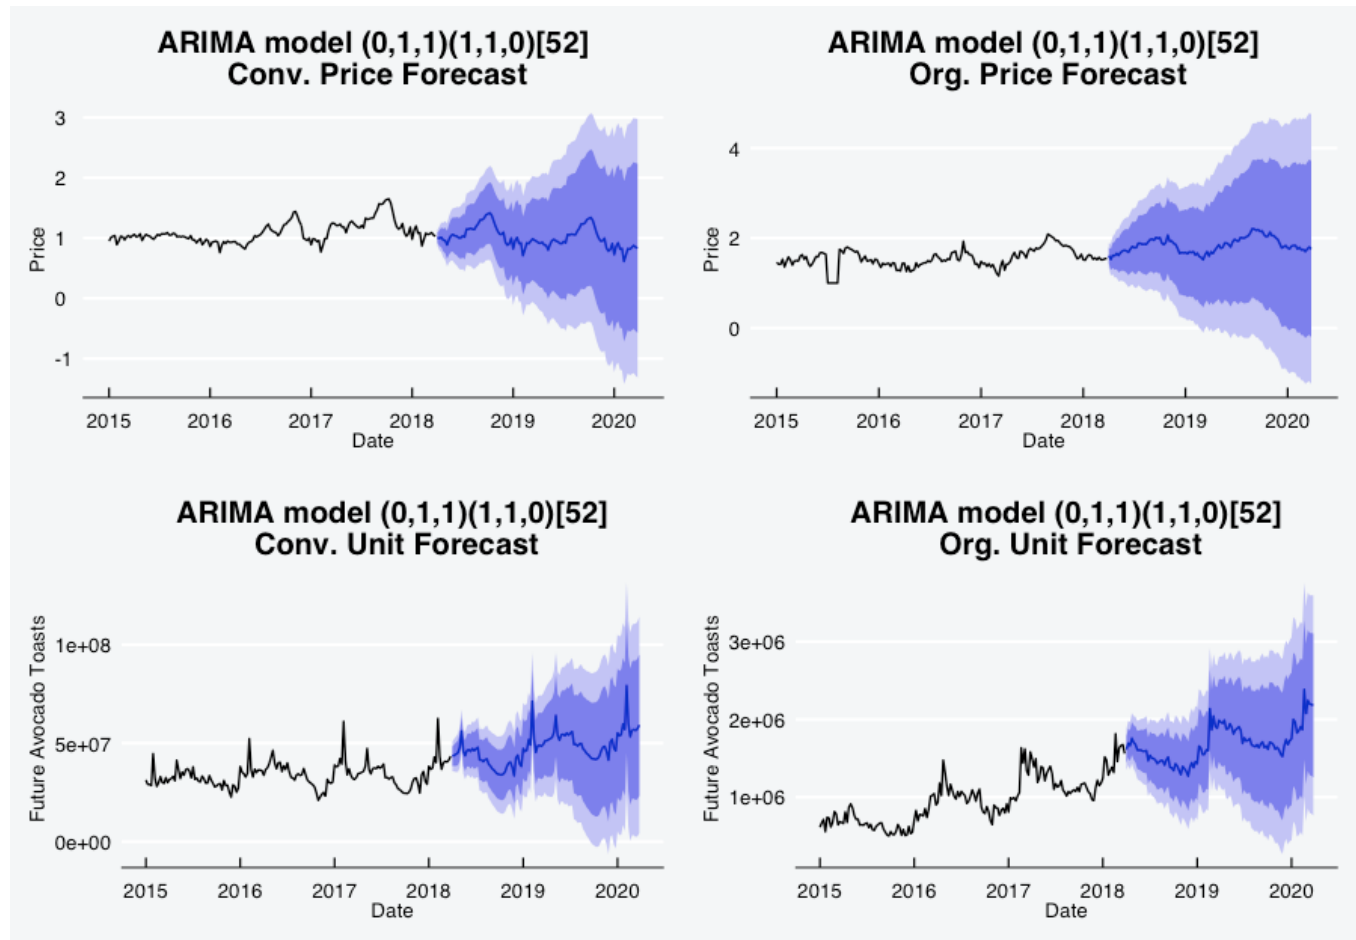 ARIMA model (0,1,1)(1,1,0)[52]
Conv. Price Forecast
3
2
1
0
-1
Price
2015 2016 2017 2018 2019 2020
Date
ARIMA model (0,1,1)(1,1,0)[52]
Org. Price Forecast
4
2
0
Price
2015 2016 2017 2018 2019 2020
Date
ARIMA model (0,1,1)(1,1,0)[52]
Conv. Unit Forecast
1e+08
5e+07
0e+00
Future Avocado Toasts
2015 2016 2017 2018 2019 2020
Date
ARIMA model (0,1,1)(1,1,0)[52]
Org. Unit Forecast
3e+06
2e+06
1e+06
Future Avocado Toasts
2015 2016 2017 2018 2019 2020
Date